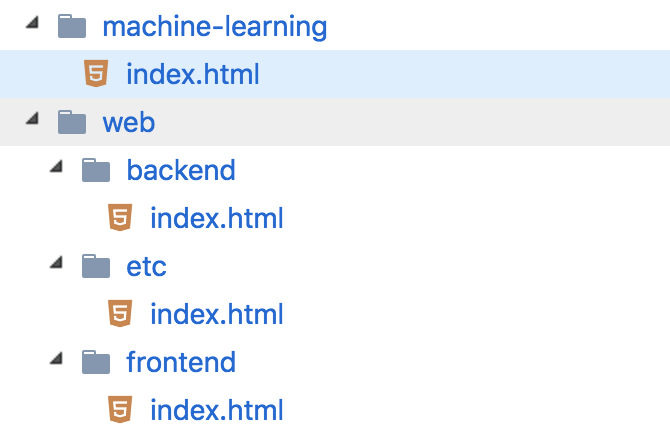 machine-learning
index.html
web
backend
index.html
etc
index.html
frontend
index.html